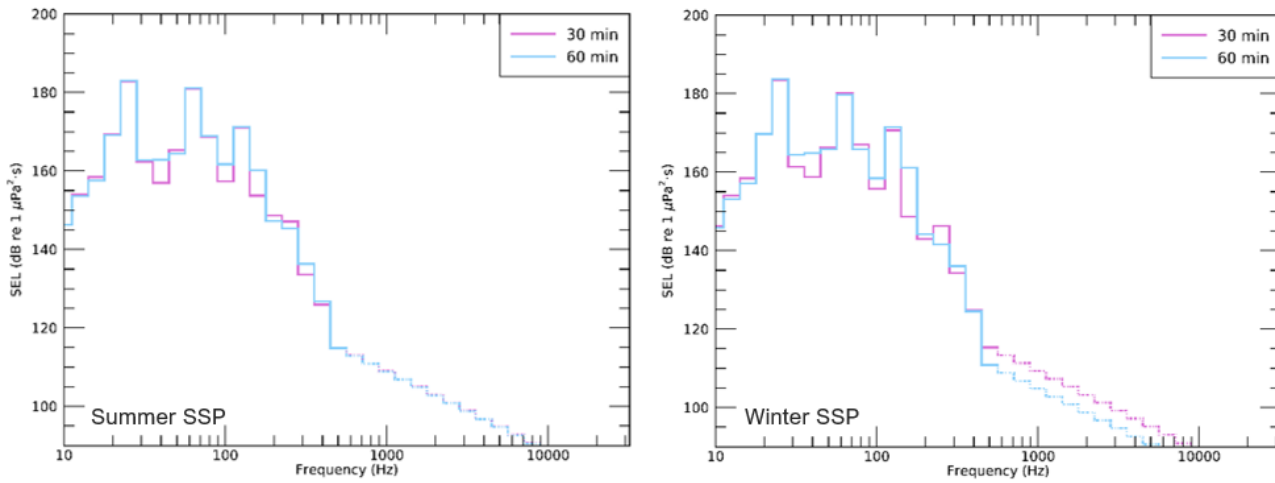 200
180
160
140
120
100
SEL (dB re 1 μPa²·s)
30 min
60 min
Summer SSP
10
100
1000
10000
Frequency (Hz)
200
180
160
140
120
100
SEL (dB re 1 μPa²·s)
30 min
60 min
Winter SSP
10
100
1000
10000
Frequency (Hz)